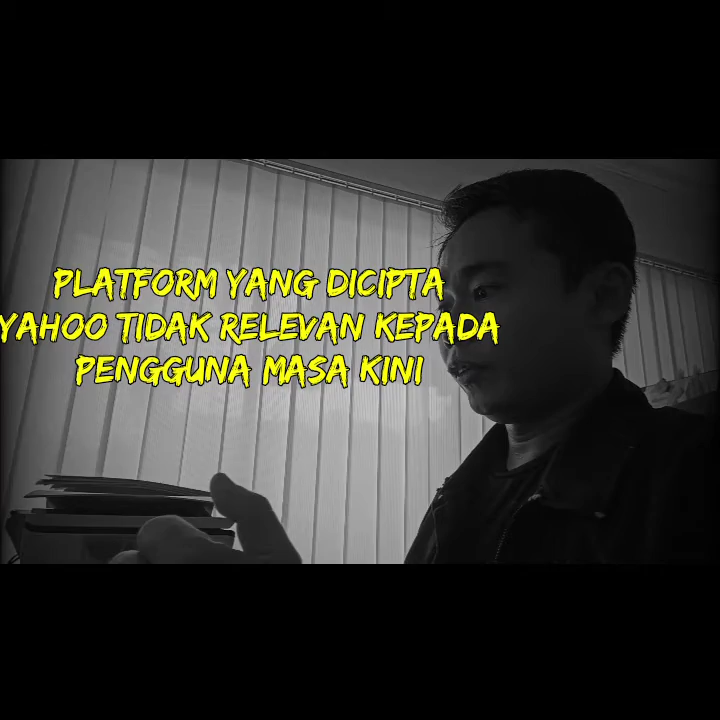 PLATFORM YANG DICIPTA
YAHOO TIDAK RELEVAN KEPADA
PENGGUNA MASA KINI